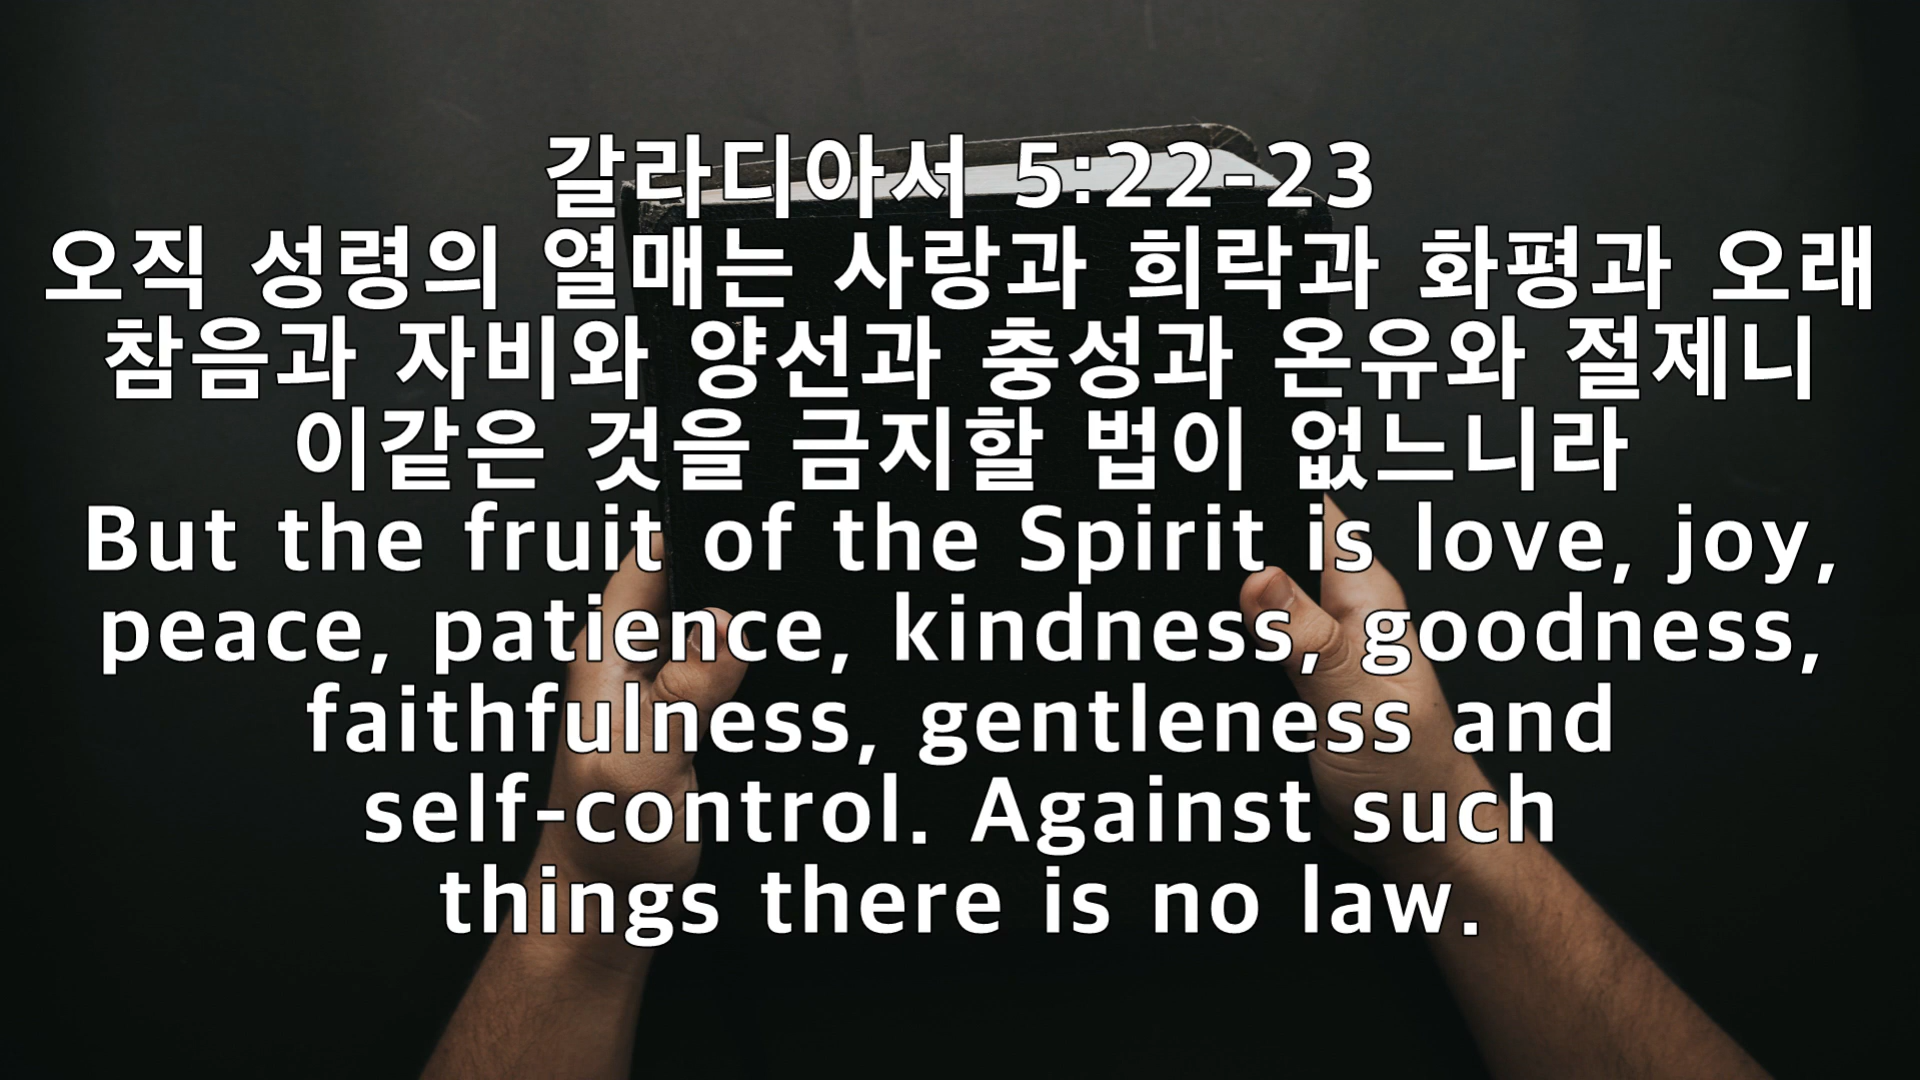 갈라디아서 5:22-23
오직 성령의 열매는 사랑과 희락과 화평과 오래
참음과 자비와 양선과 충성과 온유와 절제니
이같은 것을 금지할 법이 없느니라
But the fruit of the Spirit is love, joy,
peace, patience, kindness, goodness,
faithfulness, gentleness and
self-control. Against such
things there is no law.